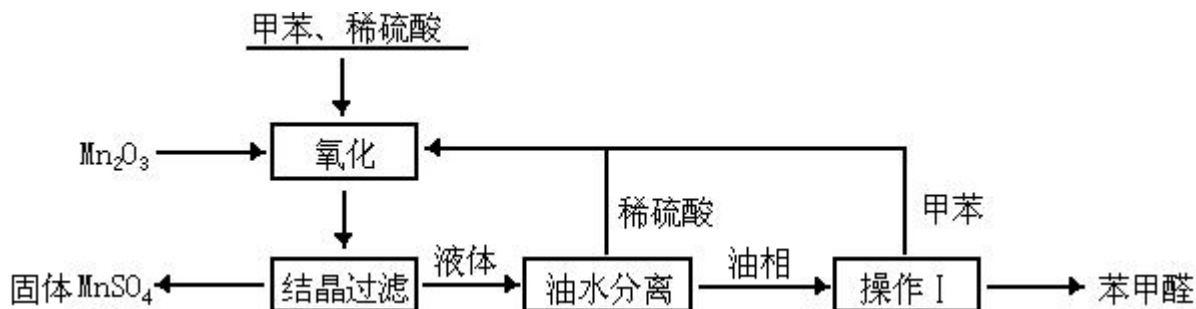 甲苯、稀硫酸
Mn₂O₃
氧化
稀硫酸
甲苯
固体MnSO₄
结晶过滤
液体
油水分离
油相
操作Ⅰ
苯甲醛